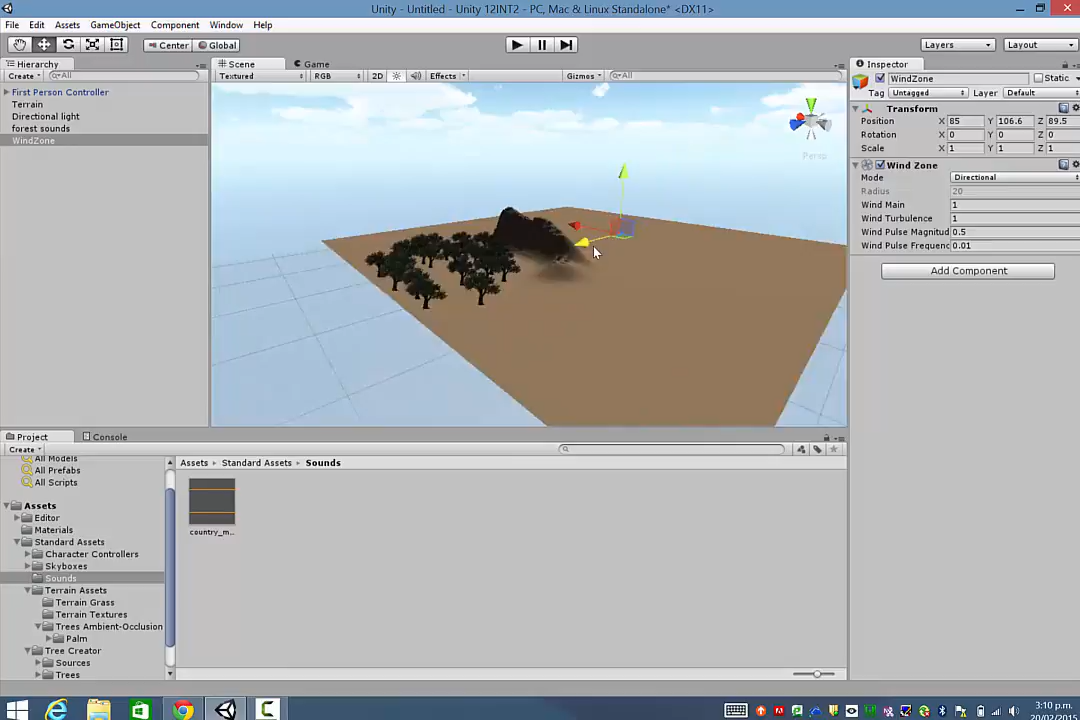 Unity - Untitled - Unity 12INT2 - PC, Mac & Linux Standalone* <DX11>
File Edit Assets GameObject Component Window Help
Center Global Layers Layout
Hierarchy
Create All
First Person Controller
Terrain
Directional light
forest sounds
WindZone
Scene Game
Textured RGB 2D Effects Gizmos All
Persp
Inspector
WindZone Static
Tag Untagged Layer Default
Transform
Position X 85 Y 106.6 Z 89.5
Rotation X 0 Y 0 Z 0
Scale X 1 Y 1 Z 1
Wind Zone
Mode Directional
Radius 20
Wind Main 1
Wind Turbulence 1
Wind Pulse Magnitud 0.5
Wind Pulse Frequenc 0.01
Add Component
Project Console
Create
All Models
All Prefabs
All Scripts
Assets
Editor
Materials
Standard Assets
Character Controllers
Skyboxes
Sounds
Terrain Assets
Terrain Grass
Terrain Textures
Trees Ambient-Occlusion
Palm
Tree Creator
Sources
Trees
Assets Standard Assets Sounds
country_m...
3:10 p.m.
20/02/2015